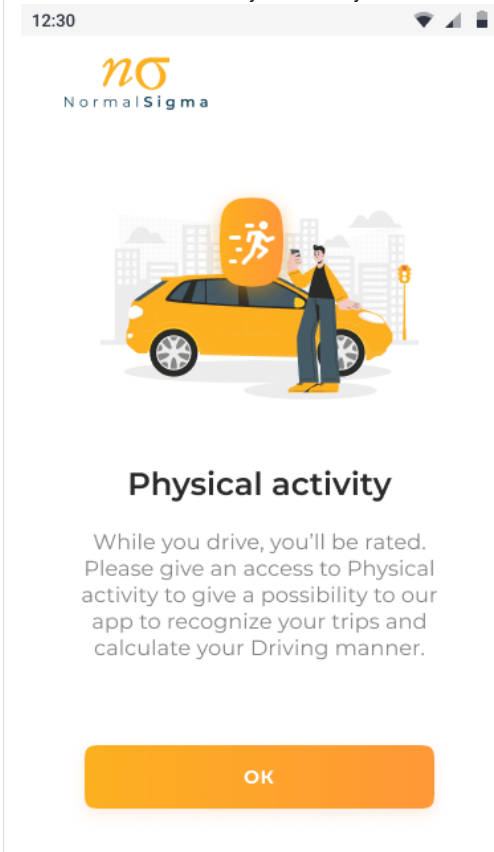 12:30
nσ
NormalSigma
Physical activity
While you drive, you’ll be rated.
Please give an access to Physical
activity to give a possibility to our
app to recognize your trips and
calculate your Driving manner.
OK